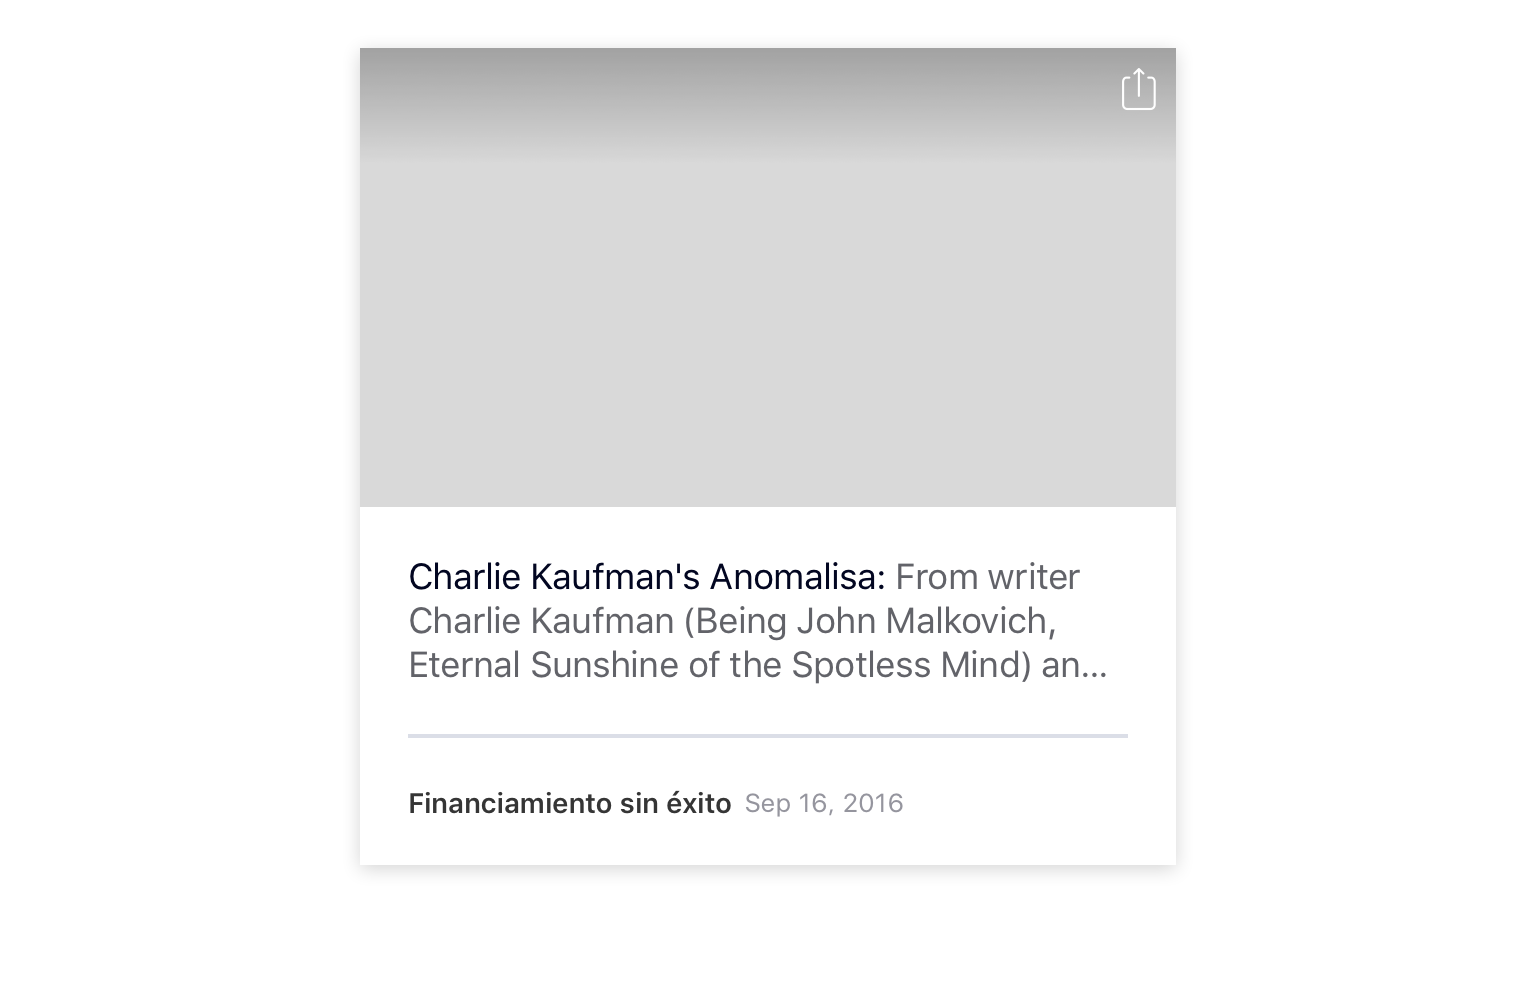 Charlie Kaufman's Anomalisa: From writer
Charlie Kaufman (Being John Malkovich,
Eternal Sunshine of the Spotless Mind) an…
Financiamiento sin éxito Sep 16, 2016